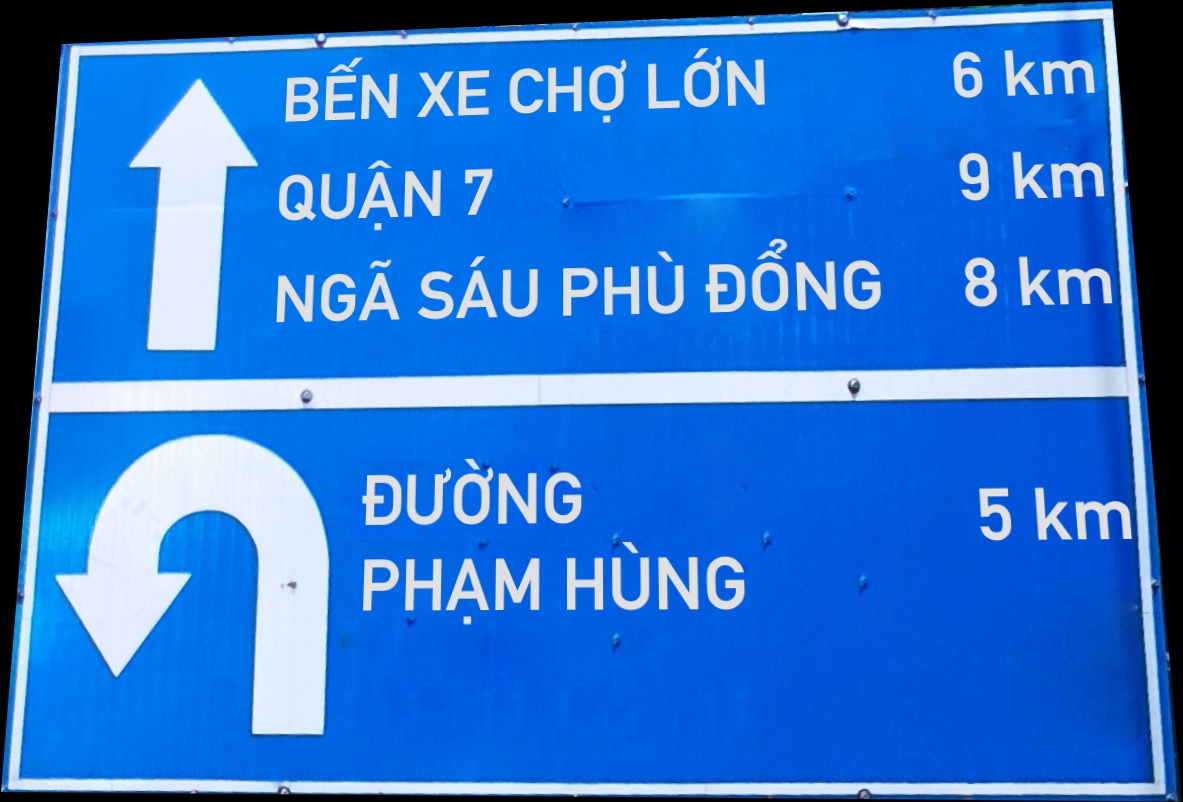 BẾN XE CHỢ LỚN 6 km
QUẬN 7 9 km
NGÃ SÁU PHÙ ĐỔNG 8 km
ĐƯỜNG 5 km
PHẠM HÙNG